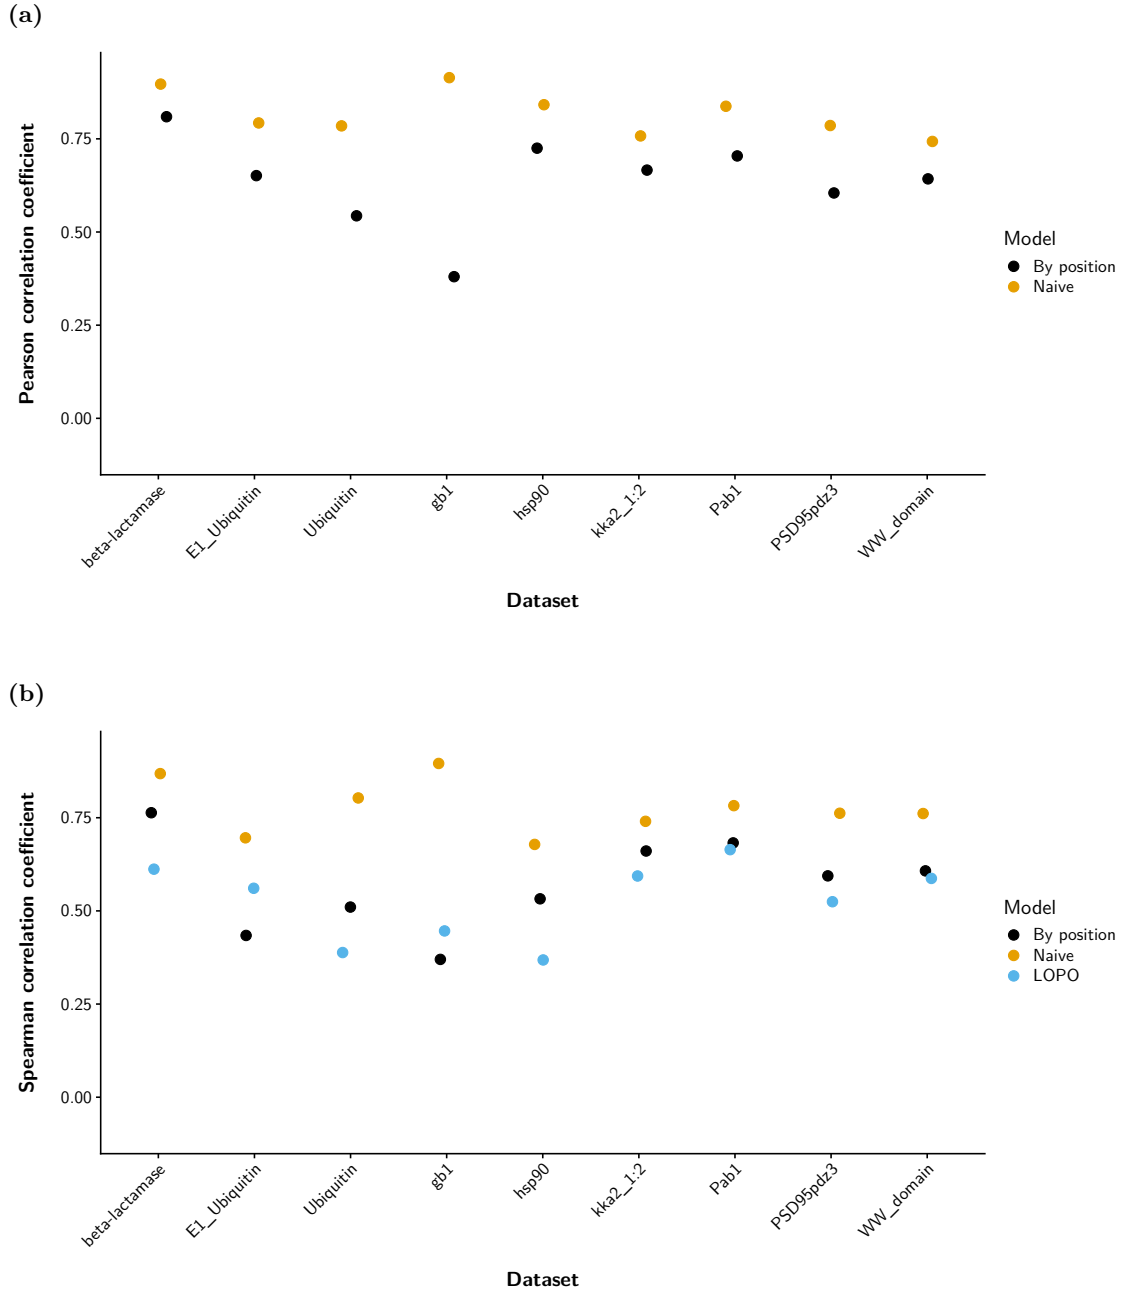 (a)
Pearson correlation coefficient
0.75
0.50
0.25
0.00
beta-lactamase
E1_Ubiquitin
Ubiquitin
gb1
hsp90
kka2_1:2
Pab1
PSD95pdz3
WW_domain
Dataset
Model
By position
Naive
(b)
Spearman correlation coefficient
0.75
0.50
0.25
0.00
beta-lactamase
E1_Ubiquitin
Ubiquitin
gb1
hsp90
kka2_1:2
Pab1
PSD95pdz3
WW_domain
Dataset
Model
By position
Naive
LOPO